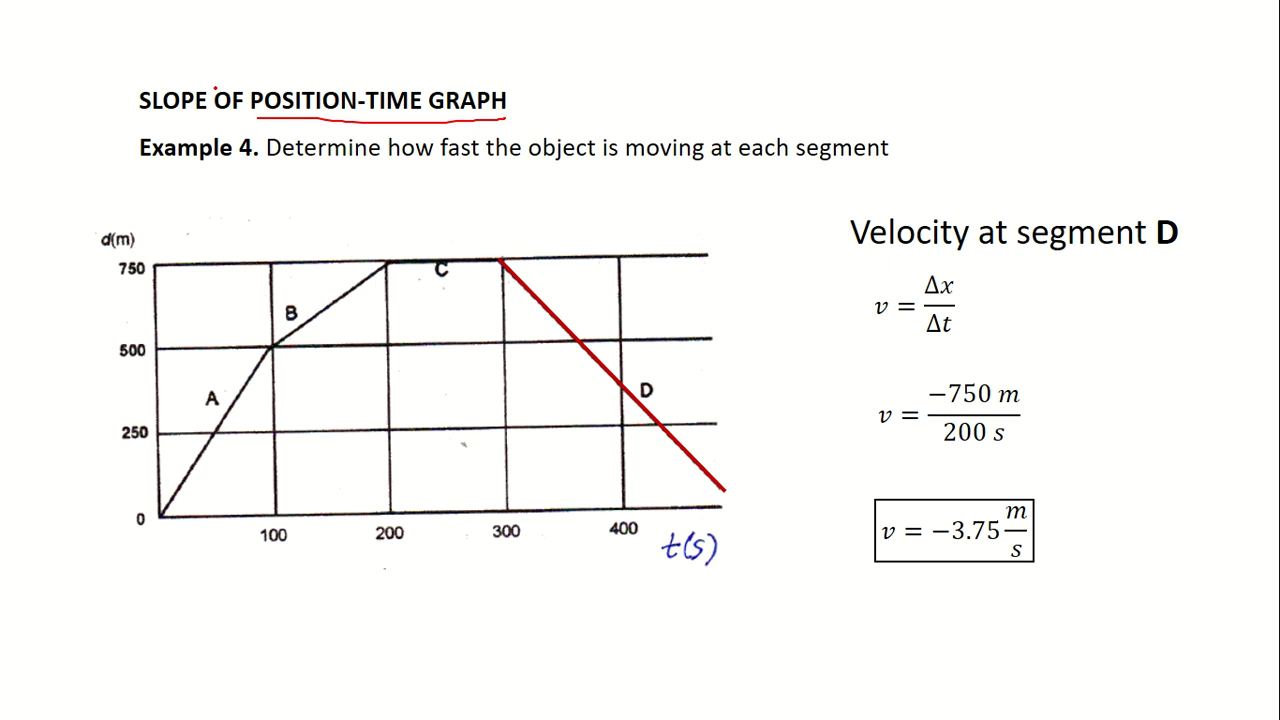 SLOPE OF POSITION-TIME GRAPH
Example 4. Determine how fast the object is moving at each segment
d(m)
750
500
250
0
100
200
300
400
t(s)
A
B
C
D
Velocity at segment D
v = Δx/Δt
v = −750 m/200 s
v = −3.75 m/s